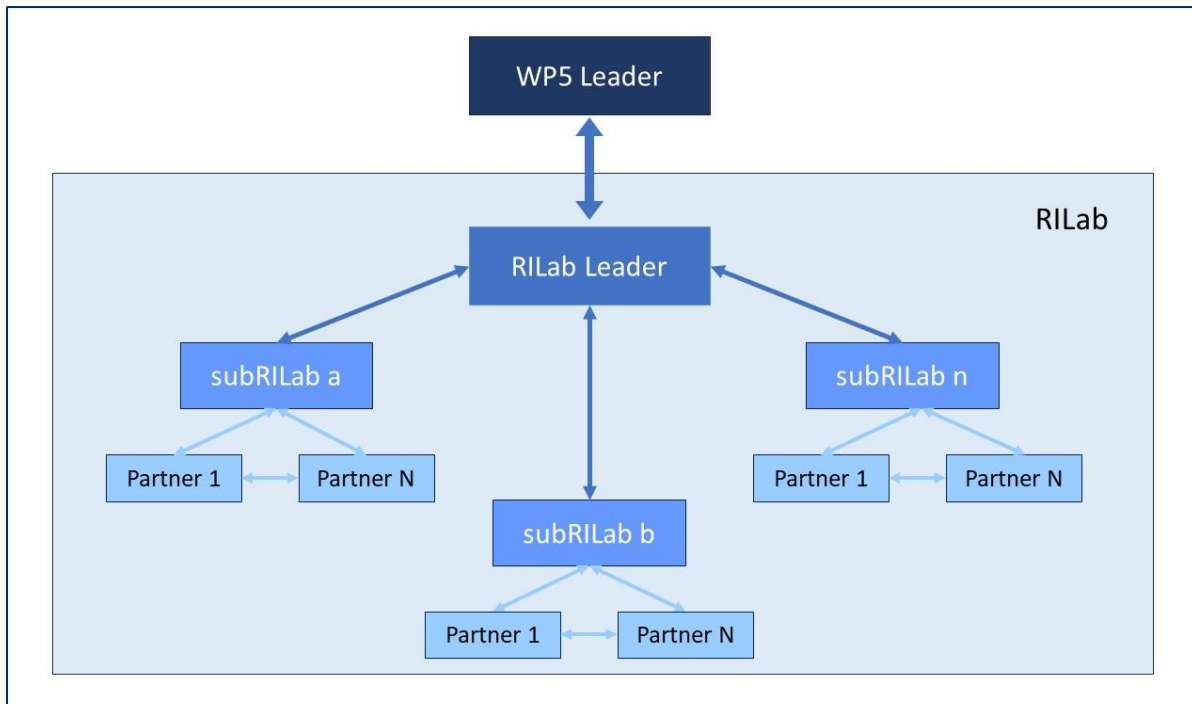 WP5 Leader
RILab
RILab Leader
subRILab a
subRILab n
Partner 1
Partner N
Partner 1
Partner N
subRILab b
Partner 1
Partner N